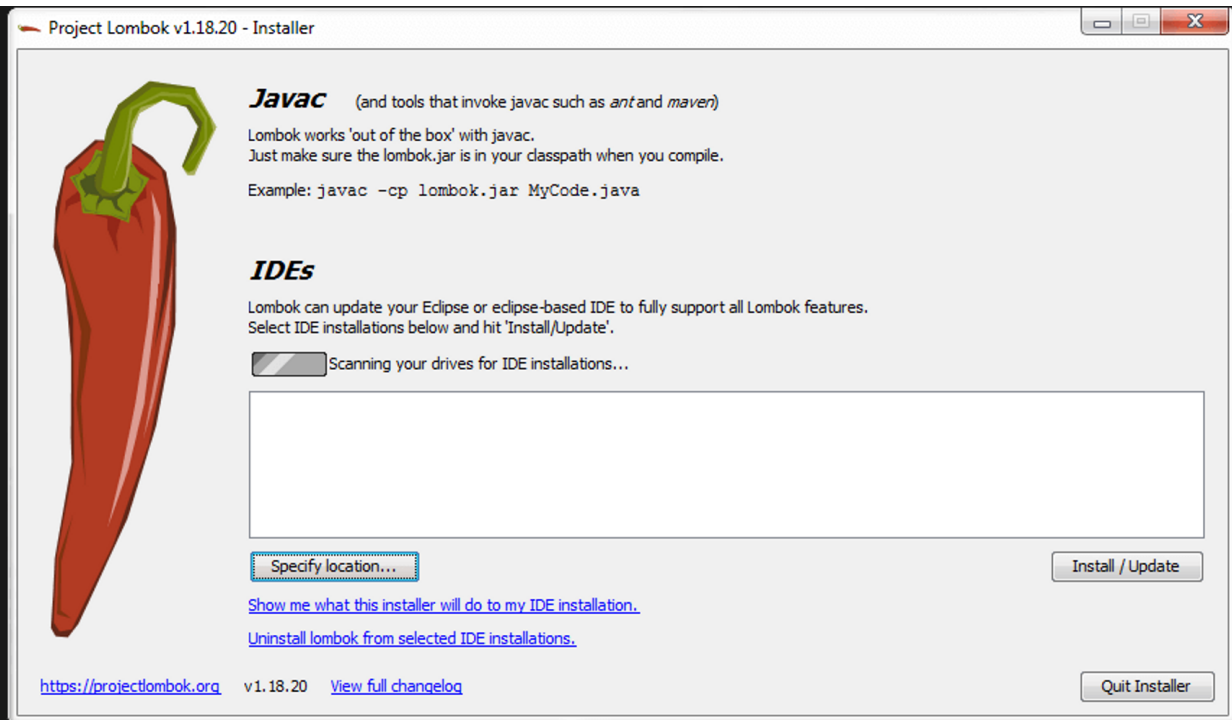 Project Lombok v1.18.20 - Installer
Javac (and tools that invoke javac such as ant and maven)
Lombok works 'out of the box' with javac.
Just make sure the lombok.jar is in your classpath when you compile.
Example: javac -cp lombok.jar MyCode.java
IDEs
Lombok can update your Eclipse or eclipse-based IDE to fully support all Lombok features.
Select IDE installations below and hit 'Install/Update'.
Scanning your drives for IDE installations...
Specify location... Install / Update
Show me what this installer will do to my IDE installation.
Uninstall lombok from selected IDE installations.
https://projectlombok.org v1.18.20 View full changelog Quit Installer